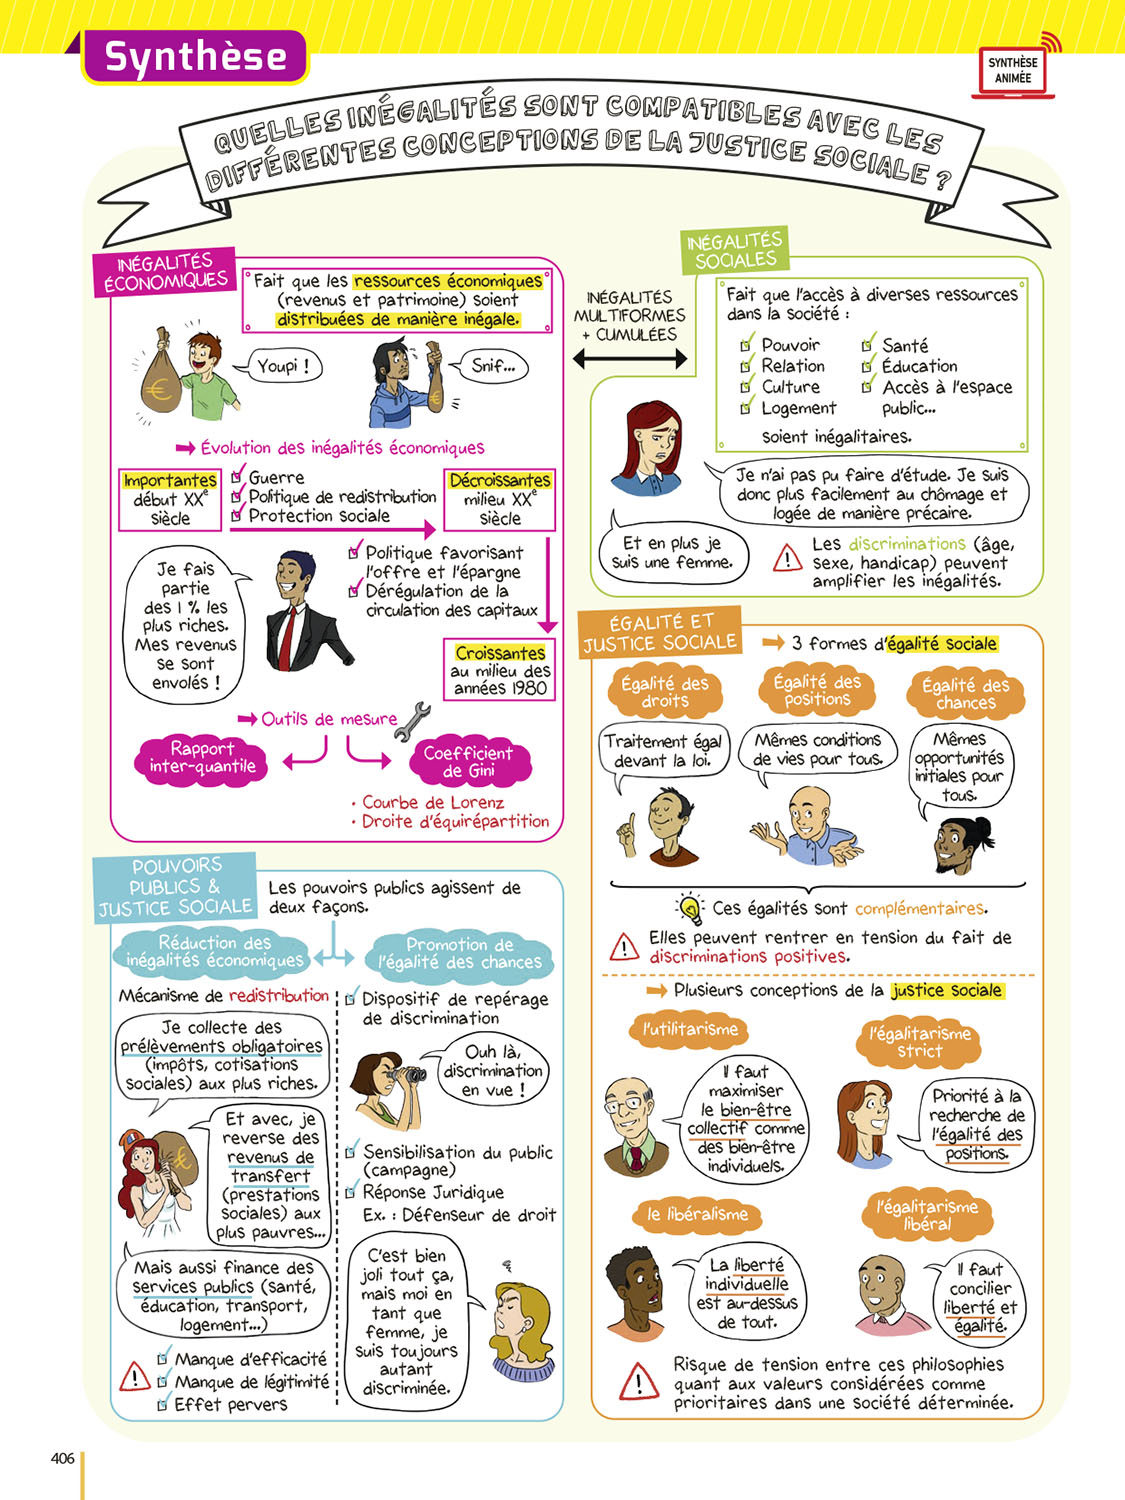 Synthèse
SYNTHÈSE
ANIMÉE
QUELLES INÉGALITÉS SONT COMPATIBLES AVEC LES
DIFFÉRENTES CONCEPTIONS DE LA JUSTICE SOCIALE ?
INÉGALITÉS
ÉCONOMIQUES
Fait que les ressources économiques
(revenus et patrimoine) soient
distribuées de manière inégale.
Youpi !
Snif...
Évolution des inégalités économiques
Importantes
début XXe
siècle
Guerre
Politique de redistribution
Protection sociale
Décroissantes
milieu XXe
siècle
Je fais
partie
des 1 % les
plus riches.
Mes revenus
se sont
envolés !
Politique favorisant
l'offre et l'épargne
Dérégulation de la
circulation des capitaux
Croissantes
au milieu des
années 1980
Outils de mesure
Rapport
inter-quantile
Coefficient
de Gini
• Courbe de Lorenz
• Droite d'équirépartition
INÉGALITÉS
MULTIFORMES
+ CUMULÉES
INÉGALITÉS
SOCIALES
Fait que l'accès à diverses ressources
dans la société :
Pouvoir
Relation
Culture
Logement
Santé
Éducation
Accès à l'espace
public...
soient inégalitaires.
Je n'ai pas pu faire d'étude. Je suis
donc plus facilement au chômage et
logée de manière précaire.
Et en plus je
suis une femme.
Les discriminations (âge,
sexe, handicap) peuvent
amplifier les inégalités.
ÉGALITÉ ET
JUSTICE SOCIALE
3 formes d'égalité sociale
Égalité des
droits
Égalité des
positions
Égalité des
chances
Traitement égal
devant la loi.
Mêmes conditions
de vies pour tous.
Mêmes
opportunités
initiales pour
tous.
Ces égalités sont complémentaires.
Elles peuvent rentrer en tension du fait de
discriminations positives.
Plusieurs conceptions de la justice sociale
l'utilitarisme
l'égalitarisme
strict
Il faut
maximiser
le bien-être
collectif comme
des bien-être
individuels.
Priorité à la
recherche de
l'égalité des
positions.
le libéralisme
l'égalitarisme
libéral
La liberté
individuelle
est au-dessus
de tout.
Il faut
concilier
liberté et
égalité.
Risque de tension entre ces philosophies
quant aux valeurs considérées comme
prioritaires dans une société déterminée.
POUVOIRS
PUBLICS &
JUSTICE SOCIALE
Les pouvoirs publics agissent de
deux façons.
Réduction des
inégalités économiques
Promotion de
l'égalité des chances
Mécanisme de redistribution
Je collecte des
prélèvements obligatoires
(impôts, cotisations
sociales) aux plus riches.
Et avec, je
reverse des
revenus de
transfert
(prestations
sociales) aux
plus pauvres...
Mais aussi finance des
services publics (santé,
éducation, transport,
logement...)
Manque d'efficacité
Manque de légitimité
Effet pervers
Dispositif de repérage
de discrimination
Ouh là,
discrimination
en vue !
Sensibilisation du public
(campagne)
Réponse Juridique
Ex. : Défenseur de droit
C'est bien
joli tout ça,
mais moi en
tant que
femme, je
suis toujours
autant
discriminée.
406